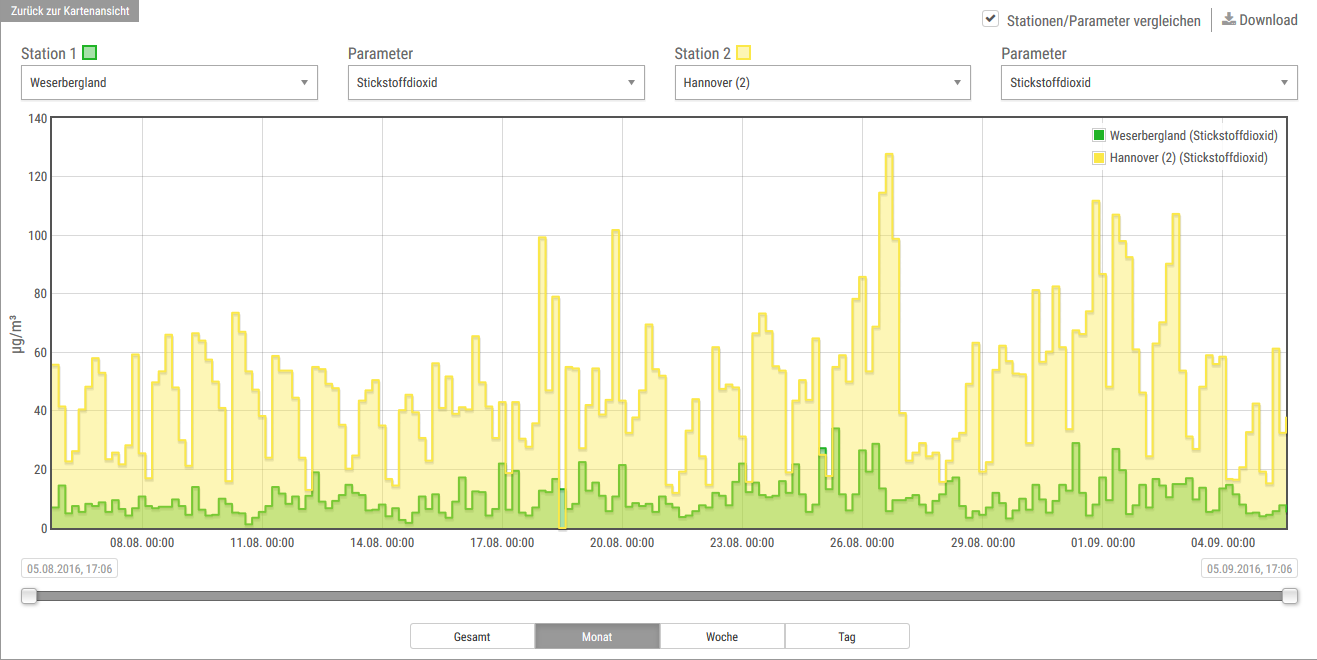 Zurück zur Kartenansicht
Stationen/Parameter vergleichen
Download
Station 1
Parameter
Station 2
Parameter
Weserbergland
Stickstoffdioxid
Hannover (2)
Stickstoffdioxid
Weserbergland (Stickstoffdioxid)
Hannover (2) (Stickstoffdioxid)
µg/m³
140
120
100
80
60
40
20
0
08.08. 00:00
11.08. 00:00
14.08. 00:00
17.08. 00:00
20.08. 00:00
23.08. 00:00
26.08. 00:00
29.08. 00:00
01.09. 00:00
04.09. 00:00
05.08.2016, 17:06
05.09.2016, 17:06
Gesamt
Monat
Woche
Tag